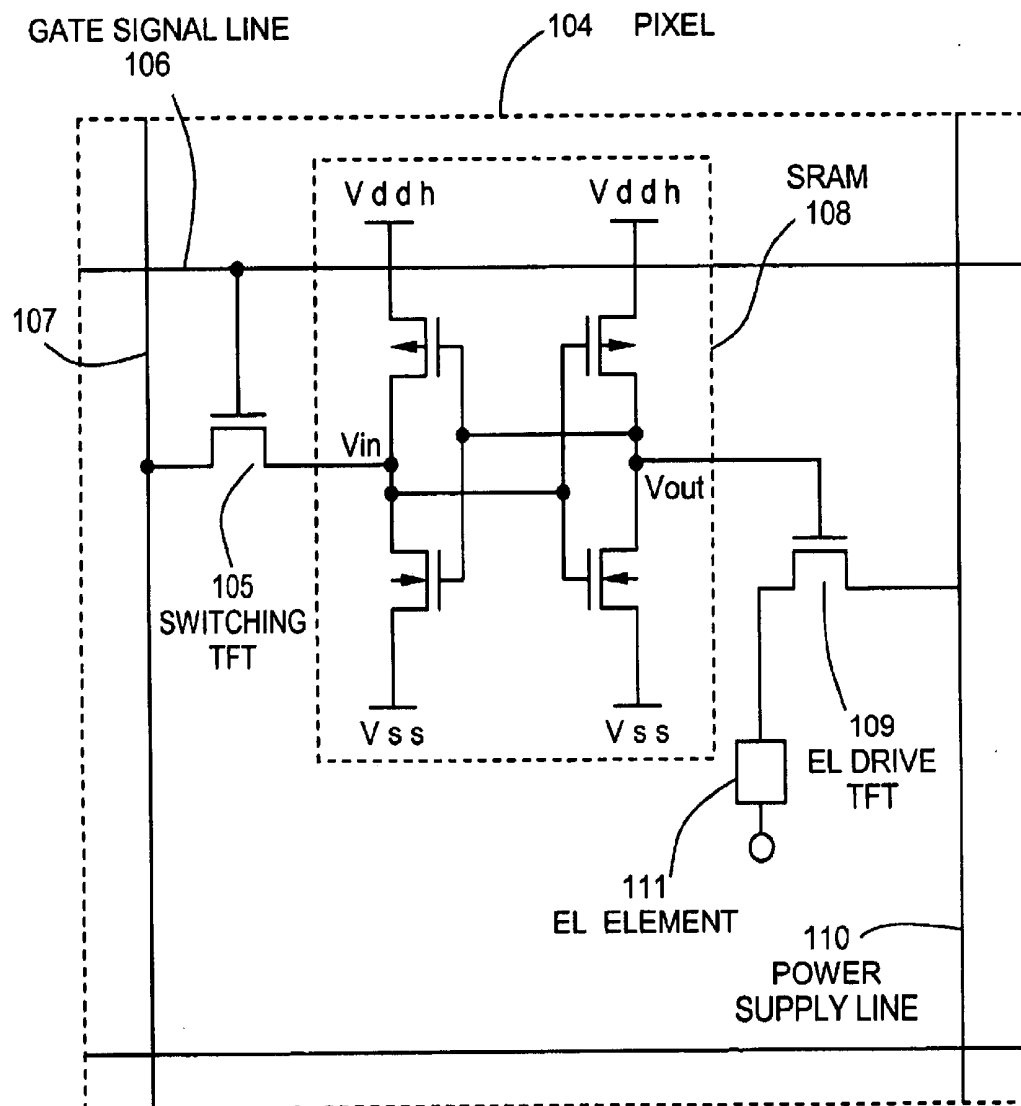 104 PIXEL
GATE SIGNAL LINE
106
SRAM
108
Vddh
Vddh
107
Vin
Vout
105
SWITCHING
TFT
Vss
Vss
109
EL DRIVE
TFT
111
EL ELEMENT
110
POWER
SUPPLY LINE